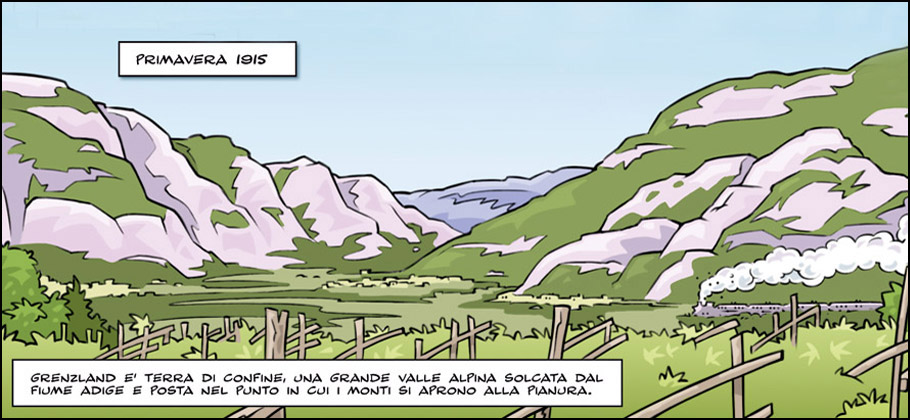 PRIMAVERA 1915
GRENZLAND E' TERRA DI CONFINE, UNA GRANDE VALLE ALPINA SOLCATA DAL
FIUME ADIGE E POSTA NEL PUNTO IN CUI I MONTI SI APRONO ALLA PIANURA.